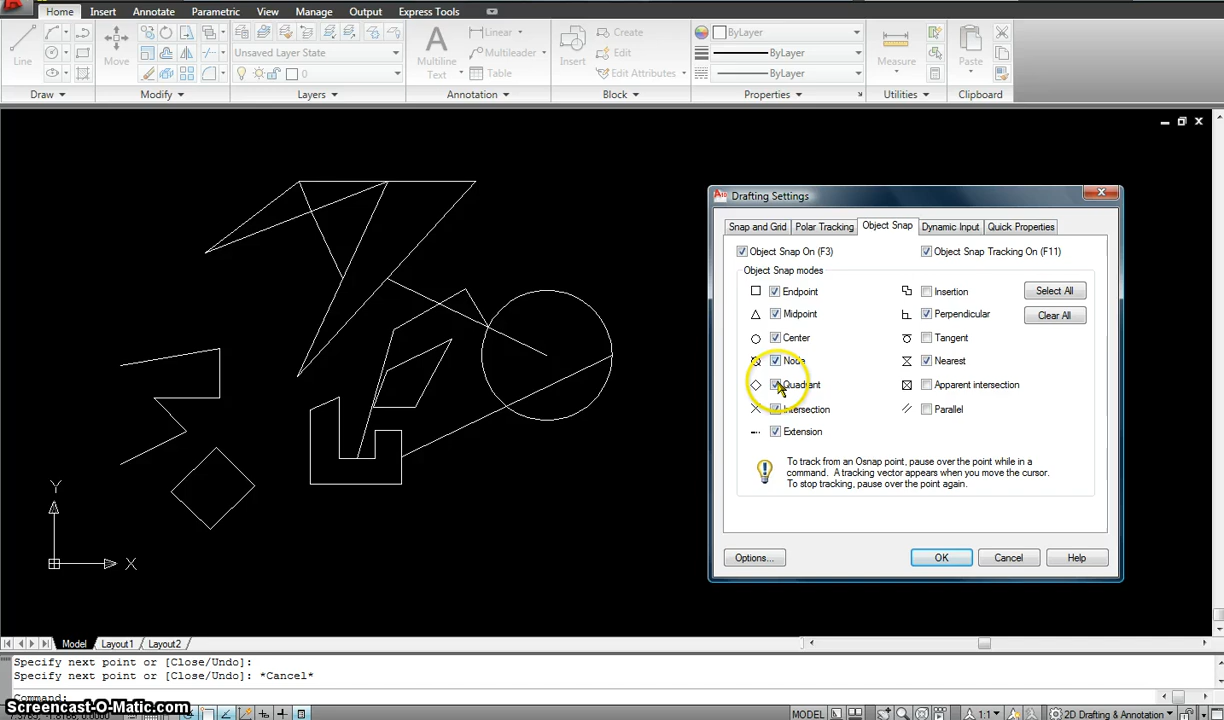 Home Insert Annotate Parametric View Manage Output Express Tools
Line
Move
Unsaved Layer State
0
Multiline
Text
Linear
Multileader
Table
Insert
Create
Edit
Edit Attributes
ByLayer
ByLayer
ByLayer
Measure
Paste
Draw Modify Layers Annotation Block Properties Utilities Clipboard
Drafting Settings
Snap and Grid Polar Tracking Object Snap Dynamic Input Quick Properties
Object Snap On (F3) Object Snap Tracking On (F11)
Object Snap modes
Endpoint Insertion Select All
Midpoint Perpendicular Clear All
Center Tangent
Node Nearest
Quadrant Apparent intersection
Intersection Parallel
Extension
To track from an Osnap point, pause over the point while in a
command. A tracking vector appears when you move the cursor.
To stop tracking, pause over the point again.
Options... OK Cancel Help
Y
X
Model Layout1 Layout2
Specify next point or [Close/Undo]:
Specify next point or [Close/Undo]: *Cancel*
Command:
Screencast-O-Matic.com
MODEL 1:1 2D Drafting & Annotation